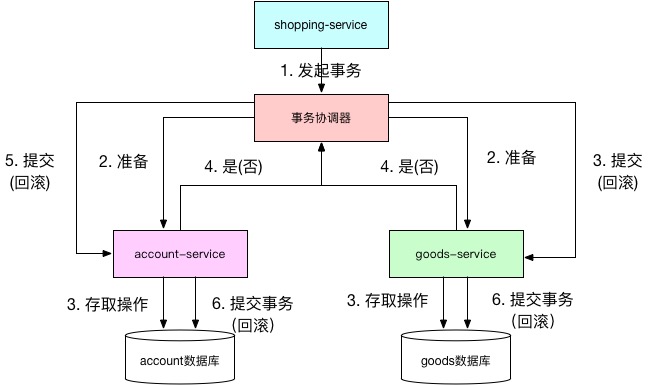 shopping-service
1. 发起事务
事务协调器
5. 提交
(回滚)
2. 准备
4. 是(否)
4. 是(否)
2. 准备
3. 提交
(回滚)
account-service
goods-service
3. 存取操作
6. 提交事务
(回滚)
3. 存取操作
6. 提交事务
(回滚)
account数据库
goods数据库